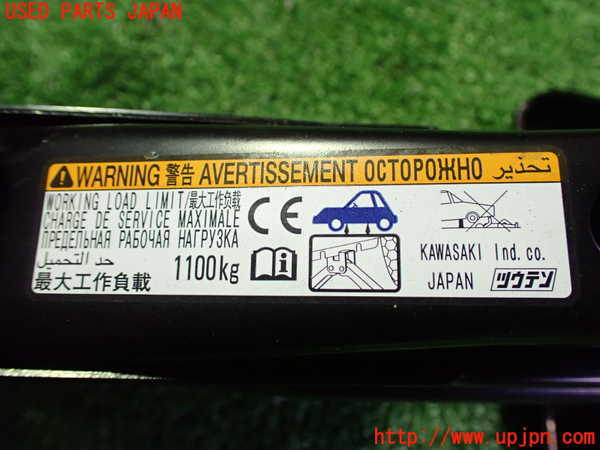 USED PARTS JAPAN
WARNING 警告 AVERTISSEMENT ОСТОРОЖНО تحذير
WORKING LOAD LIMIT/最大工作負載
CHARGE DE SERVICE MAXIMALE
ПРЕДЕЛЬНАЯ РАБОЧАЯ НАГРУЗКА
حد التحميل
最大工作負載
1100kg
CE
KAWASAKI Ind. co.
JAPAN ツウテン
http://www.upjpn.com/